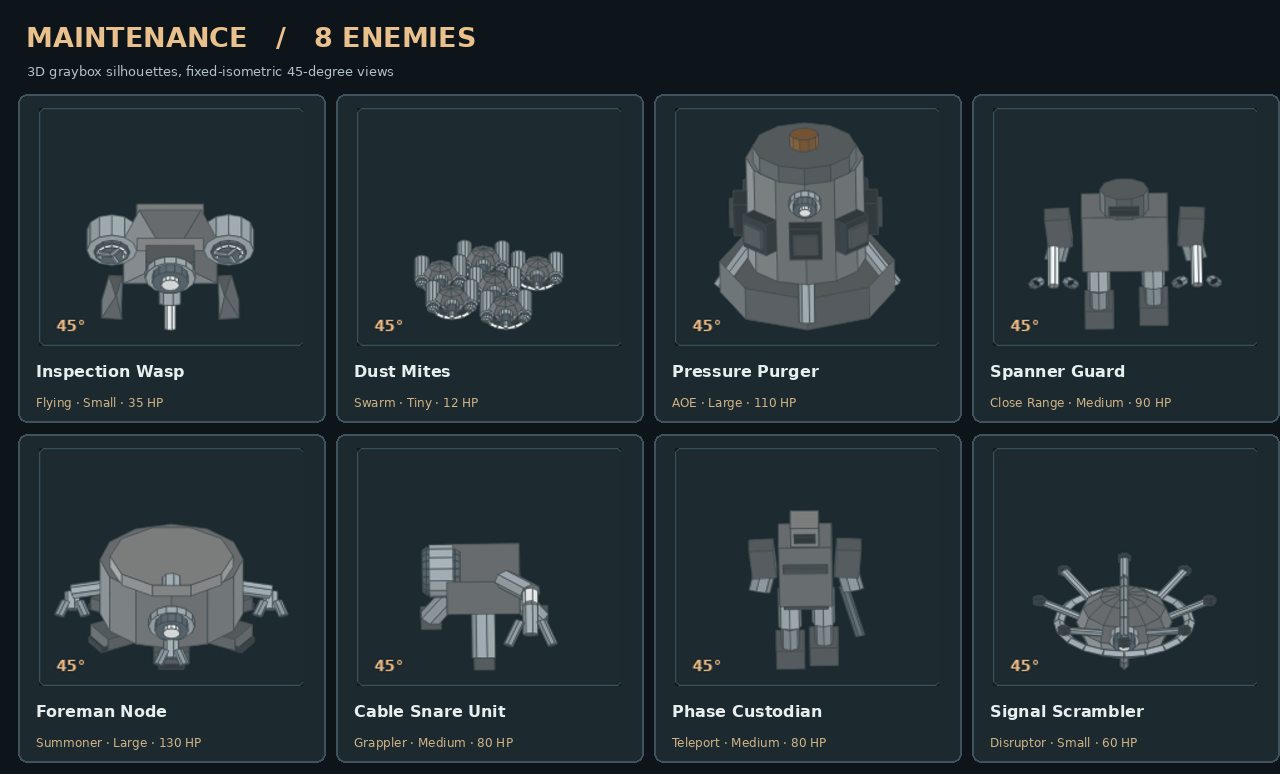 MAINTENANCE / 8 ENEMIES
3D graybox silhouettes, fixed-isometric 45-degree views
45°
45°
45°
45°
Inspection Wasp
Dust Mites
Pressure Purger
Spanner Guard
Flying · Small · 35 HP
Swarm · Tiny · 12 HP
AOE · Large · 110 HP
Close Range · Medium · 90 HP
45°
45°
45°
45°
Foreman Node
Cable Snare Unit
Phase Custodian
Signal Scrambler
Summoner · Large · 130 HP
Grappler · Medium · 80 HP
Teleport · Medium · 80 HP
Disruptor · Small · 60 HP